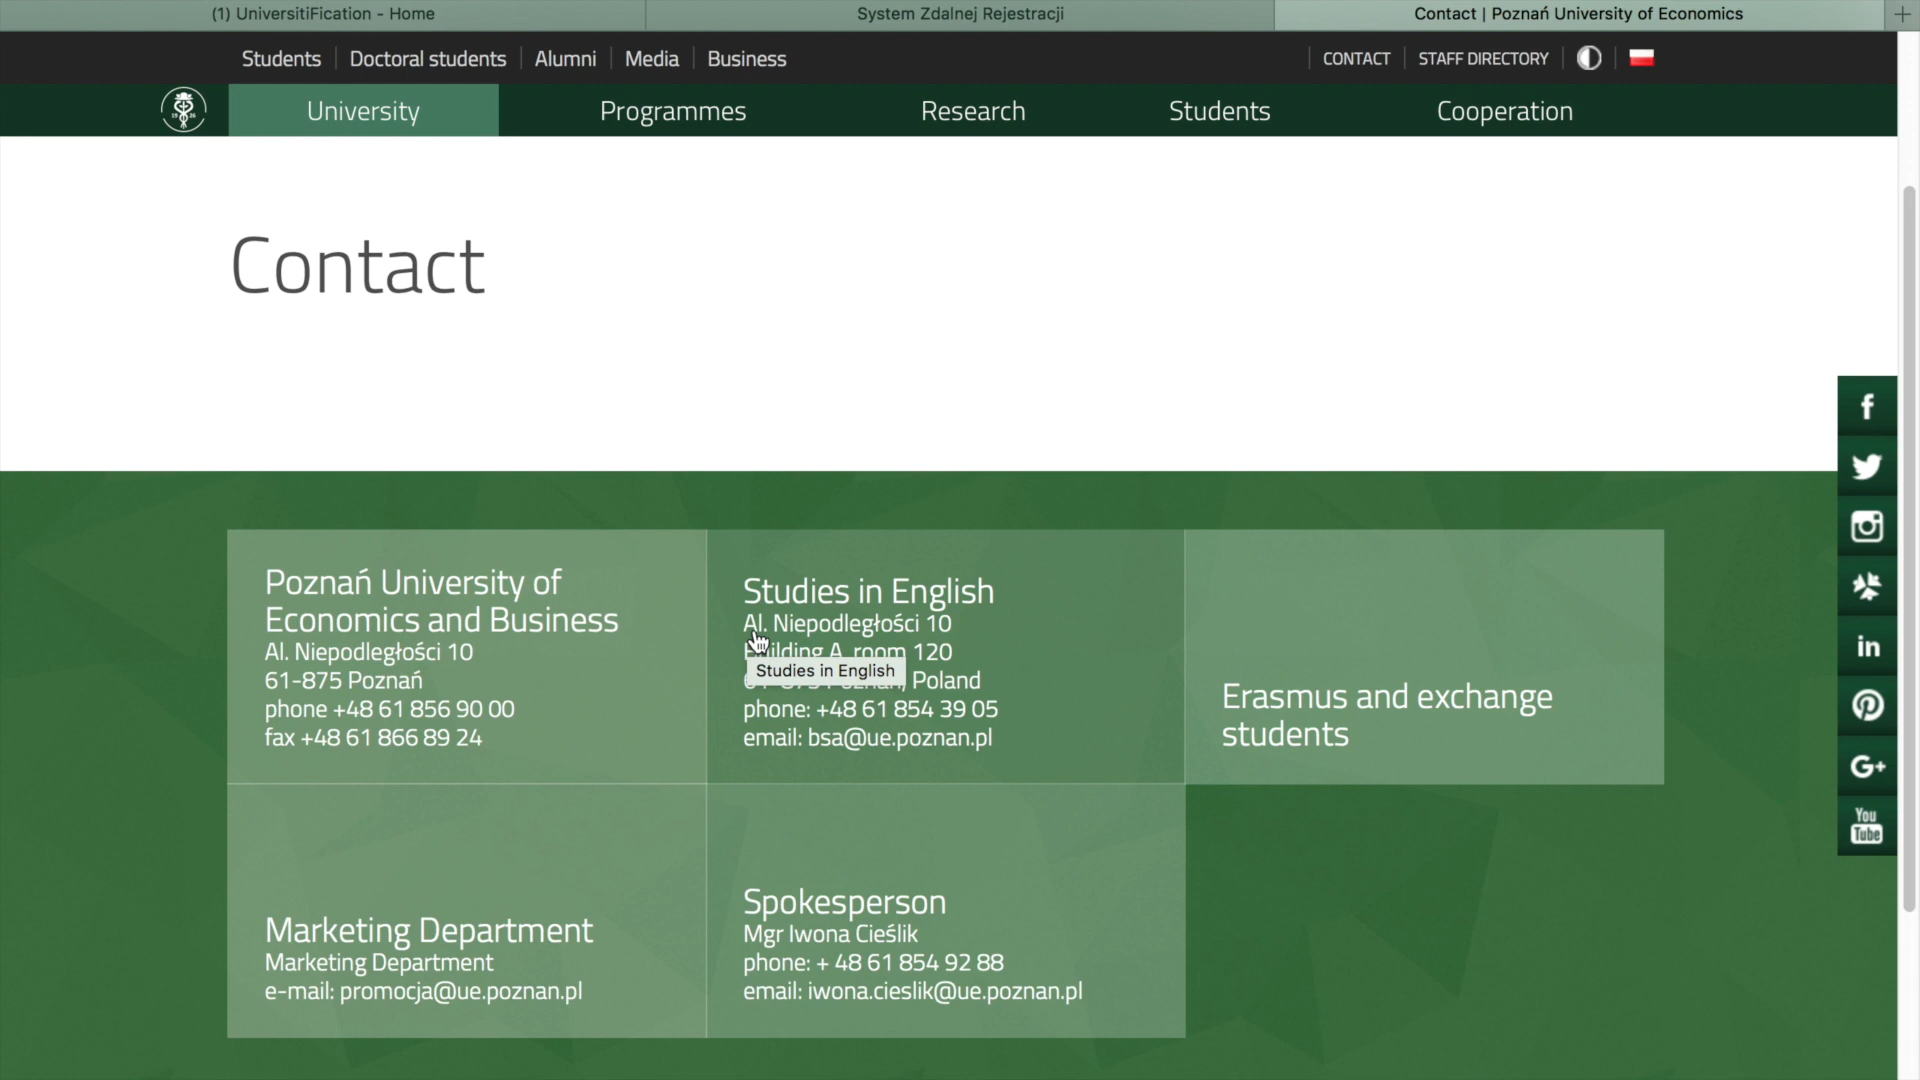 (1) UniversitiFication - Home
System Zdalnej Rejestracji
Contact | Poznań University of Economics
Students
Doctoral students
Alumni
Media
Business
CONTACT
STAFF DIRECTORY
University
Programmes
Research
Students
Cooperation
Contact
Poznań University of
Economics and Business
Al. Niepodległości 10
61-875 Poznań
phone +48 61 856 90 00
fax +48 61 866 89 24
Studies in English
Al. Niepodległości 10
Building A, room 120
Poland
Studies in English
phone: +48 61 854 39 05
email: bsa@ue.poznan.pl
Erasmus and exchange
students
Marketing Department
Marketing Department
e-mail: promocja@ue.poznan.pl
Spokesperson
Mgr Iwona Cieślik
phone: + 48 61 854 92 88
email: iwona.cieslik@ue.poznan.pl
f
in
G+
You
Tube